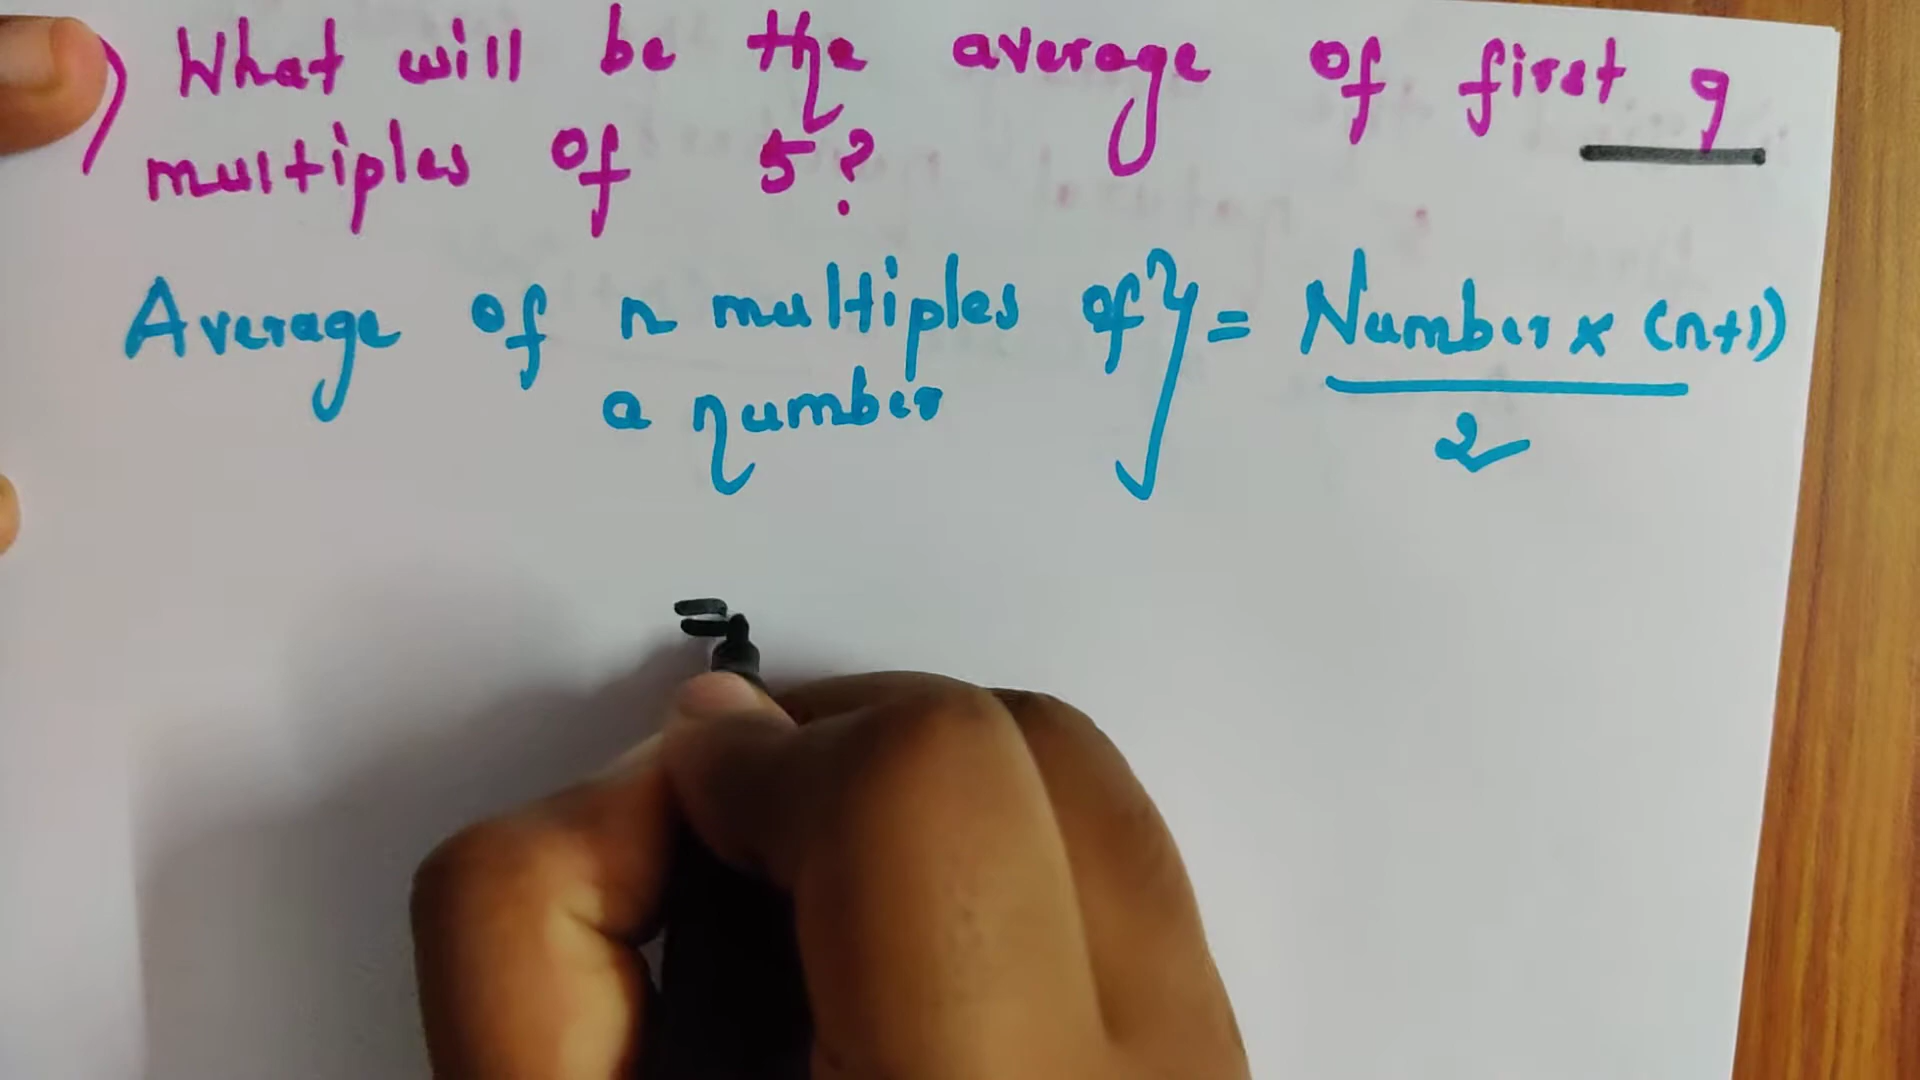 ) What will be the average of first 9
multiples of 5?
Average of n multiples of } = Number × (n+1)
a number 2
=